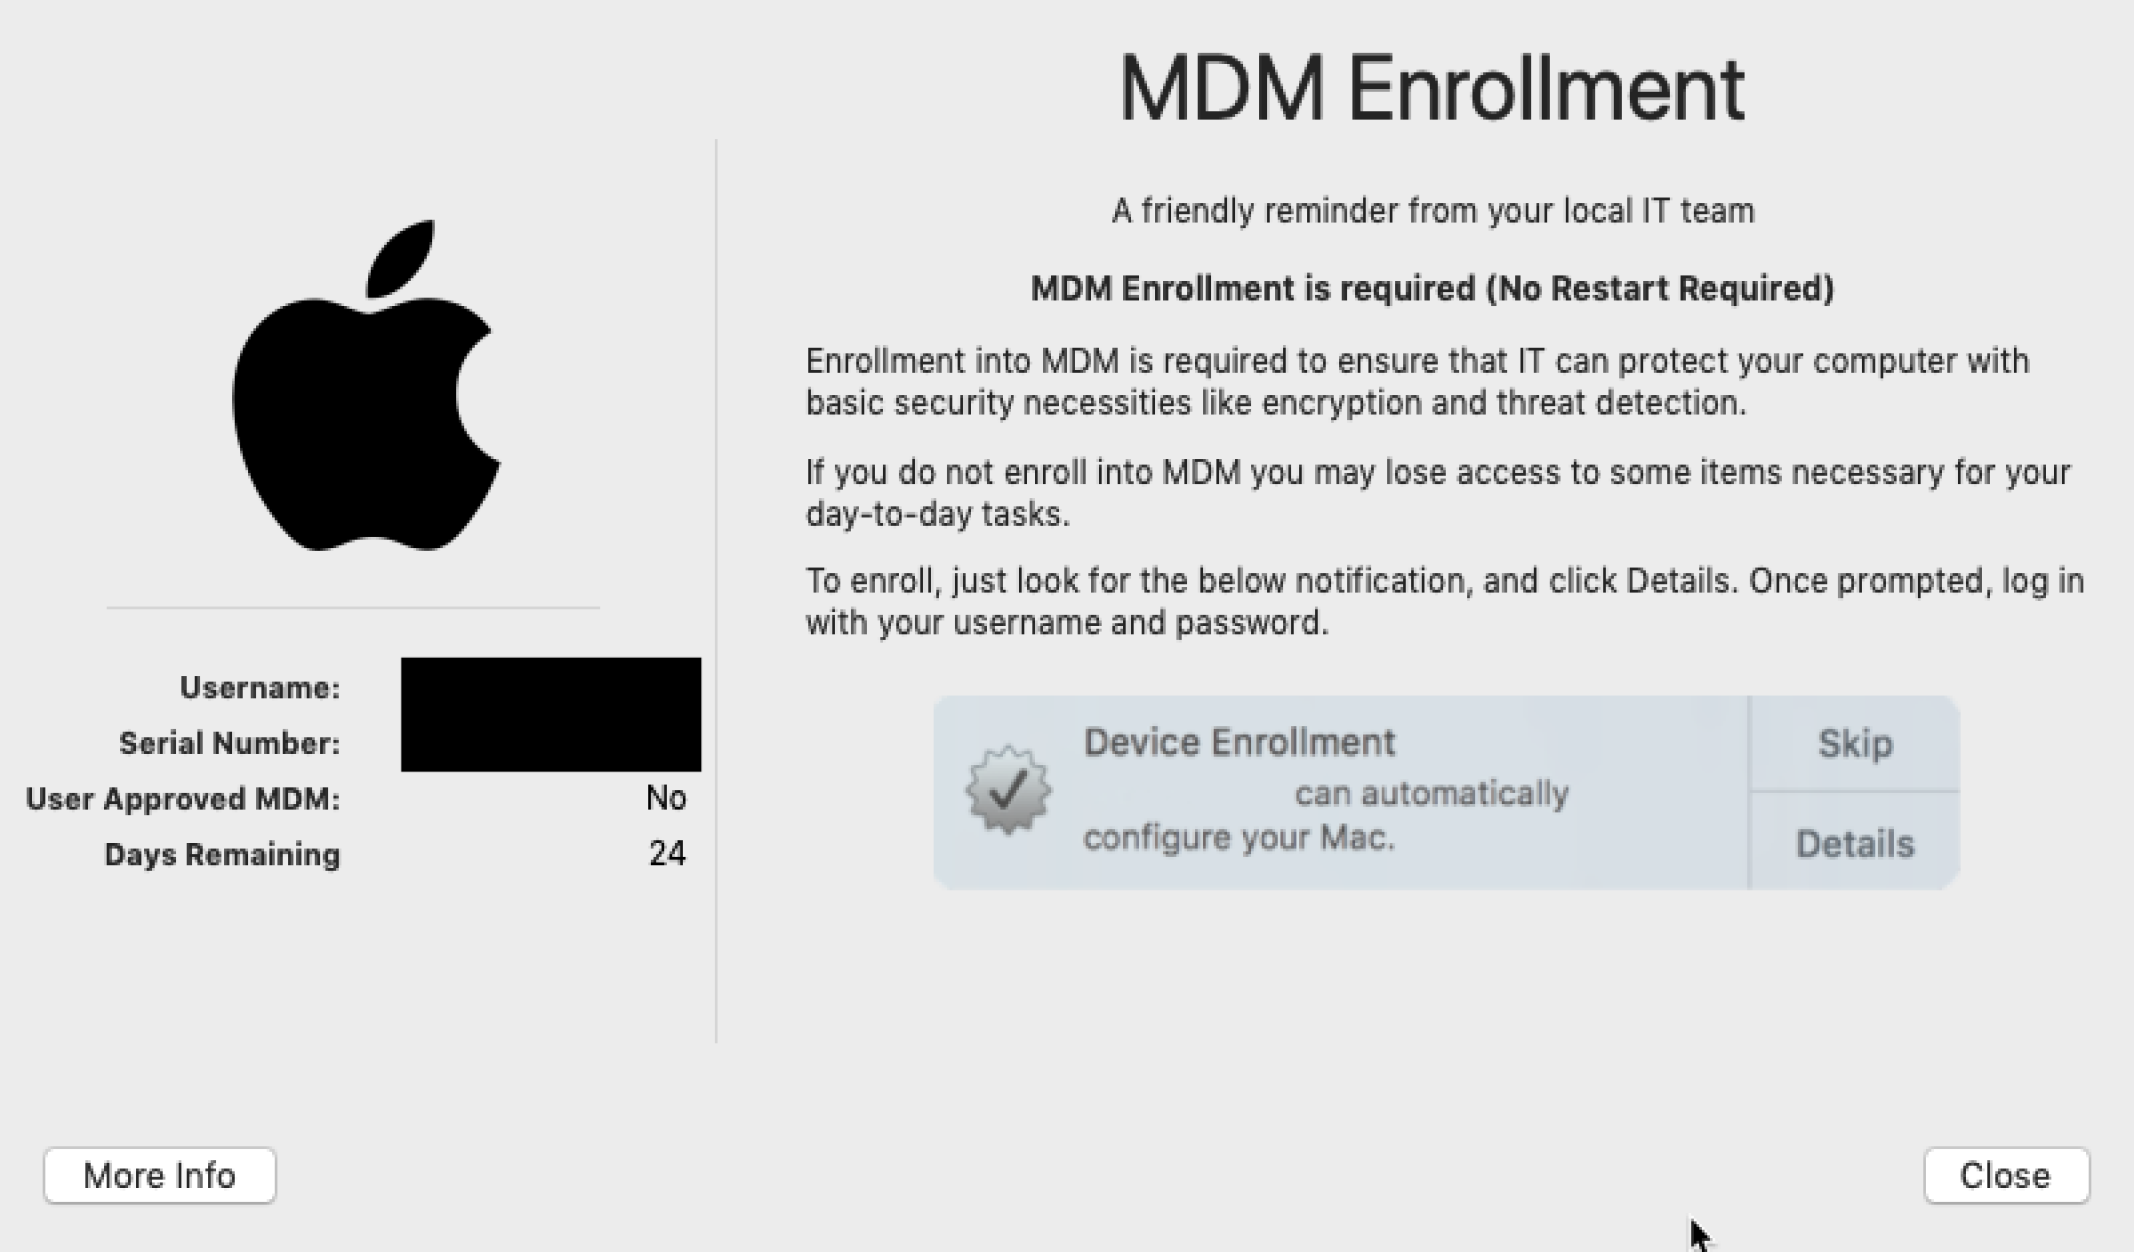 MDM Enrollment
A friendly reminder from your local IT team
MDM Enrollment is required (No Restart Required)
Enrollment into MDM is required to ensure that IT can protect your computer with
basic security necessities like encryption and threat detection.
If you do not enroll into MDM you may lose access to some items necessary for your
day-to-day tasks.
To enroll, just look for the below notification, and click Details. Once prompted, log in
with your username and password.
Username:
Serial Number:
User Approved MDM: No
Days Remaining 24
Device Enrollment
can automatically
configure your Mac.
Skip
Details
More Info
Close